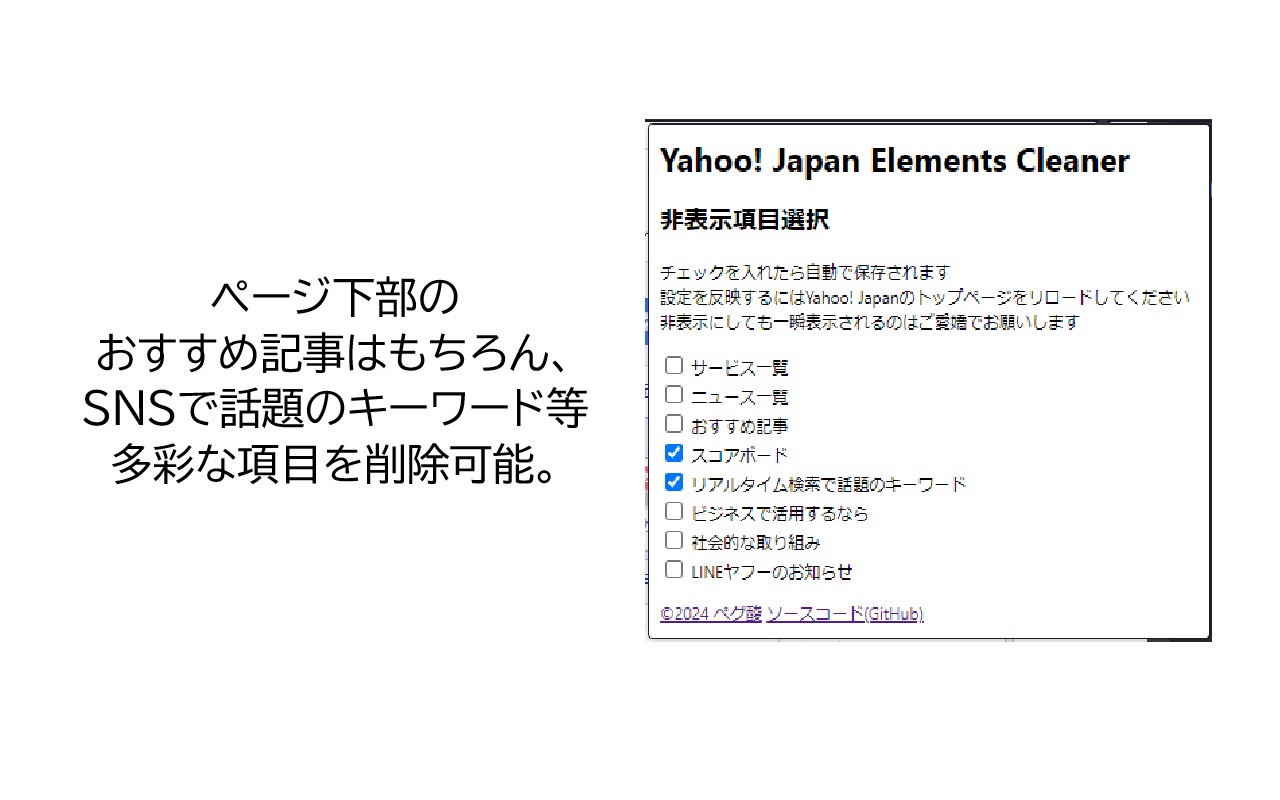 ページ下部の
おすすめ記事はもちろん、
SNSで話題のキーワード等
多彩な項目を削除可能。
Yahoo! Japan Elements Cleaner
非表示項目選択
チェックを入れたら自動で保存されます
設定を反映するにはYahoo! Japanのトップページをリロードしてください
非表示にしても一瞬表示されるのはご愛嬌でお願いします
サービス一覧
ニュース一覧
おすすめ記事
スコアボード
リアルタイム検索で話題のキーワード
ビジネスで活用するなら
社会的な取り組み
LINEヤフーのお知らせ
©2024 ペグ酸 ソースコード(GitHub)